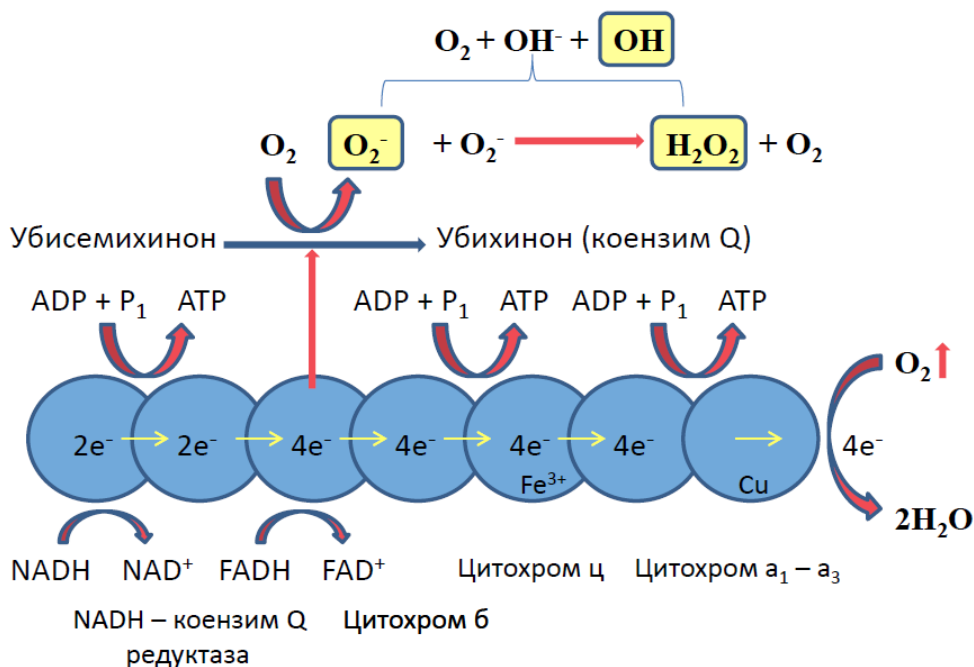 O₂ + OH⁻ + OH
O₂ O₂⁻ + O₂⁻ H₂O₂ + O₂
Убисемихинон Убихинон (коензим Q)
ADP + P₁ ATP ADP + P₁ ATP ADP + P₁ ATP
O₂
2e⁻ 2e⁻ 4e⁻ 4e⁻ 4e⁻ 4e⁻ 4e⁻
Fe³⁺ Cu
2H₂O
NADH NAD⁺ FADH FAD⁺ Цитохром ц Цитохром a₁ – a₃
NADH – коензим Q Цитохром б
редуктаза